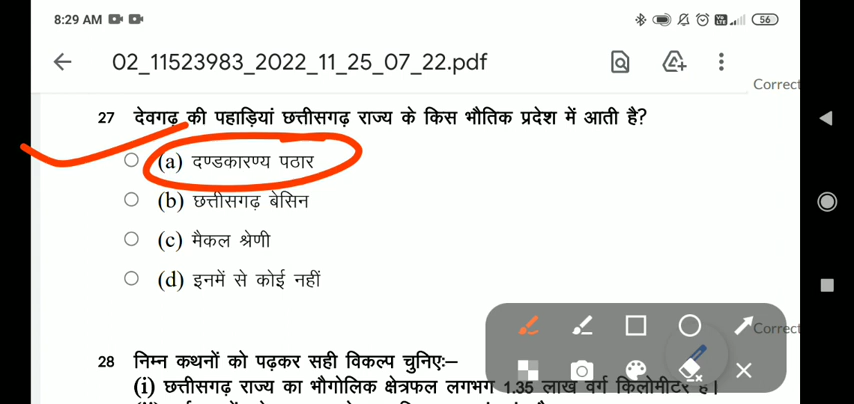 8:29 AM
56
02_11523983_2022_11_25_07_22.pdf
Correct
27 देवगढ़ की पहाड़ियां छत्तीसगढ़ राज्य के किस भौतिक प्रदेश में आती है?
(a) दण्डकारण्य पठार
(b) छत्तीसगढ़ बेसिन
(c) मैकल श्रेणी
(d) इनमें से कोई नहीं
Correct
28 निम्न कथनों को पढ़कर सही विकल्प चुनिए:–
(i) छत्तीसगढ़ राज्य का भौगोलिक क्षेत्रफल लगभग 1.35 लाख वर्ग किलोमीटर है।